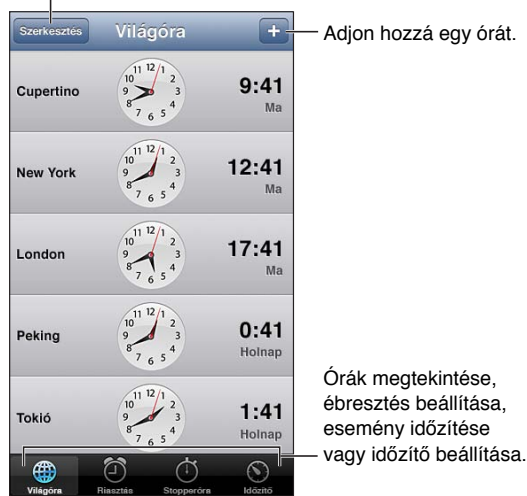 Szerkesztés
Világóra
+
Adjon hozzá egy órát.
Cupertino
9:41
Ma
New York
12:41
Ma
London
17:41
Ma
Peking
0:41
Holnap
Tokió
1:41
Holnap
Órák megtekintése,
ébresztés beállítása,
esemény időzítése
vagy időzítő beállítása.
Világóra
Riasztás
Stopperóra
Időzítő